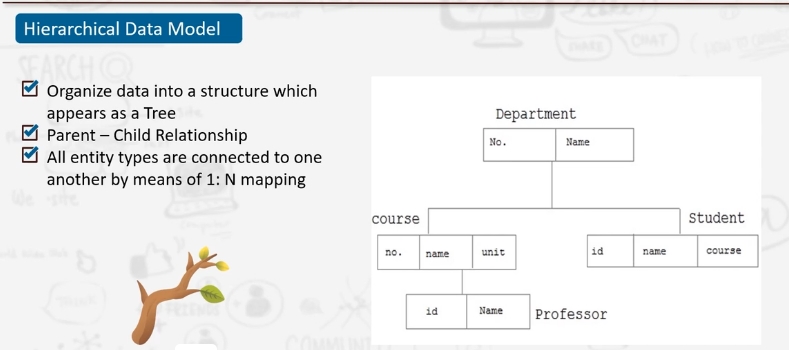 Hierarchical Data Model
Organize data into a structure which
appears as a Tree
Parent – Child Relationship
All entity types are connected to one
another by means of 1: N mapping
Department
No. Name
course
no. name unit
Student
id name course
id Name
Professor
SEARCH
CHAT